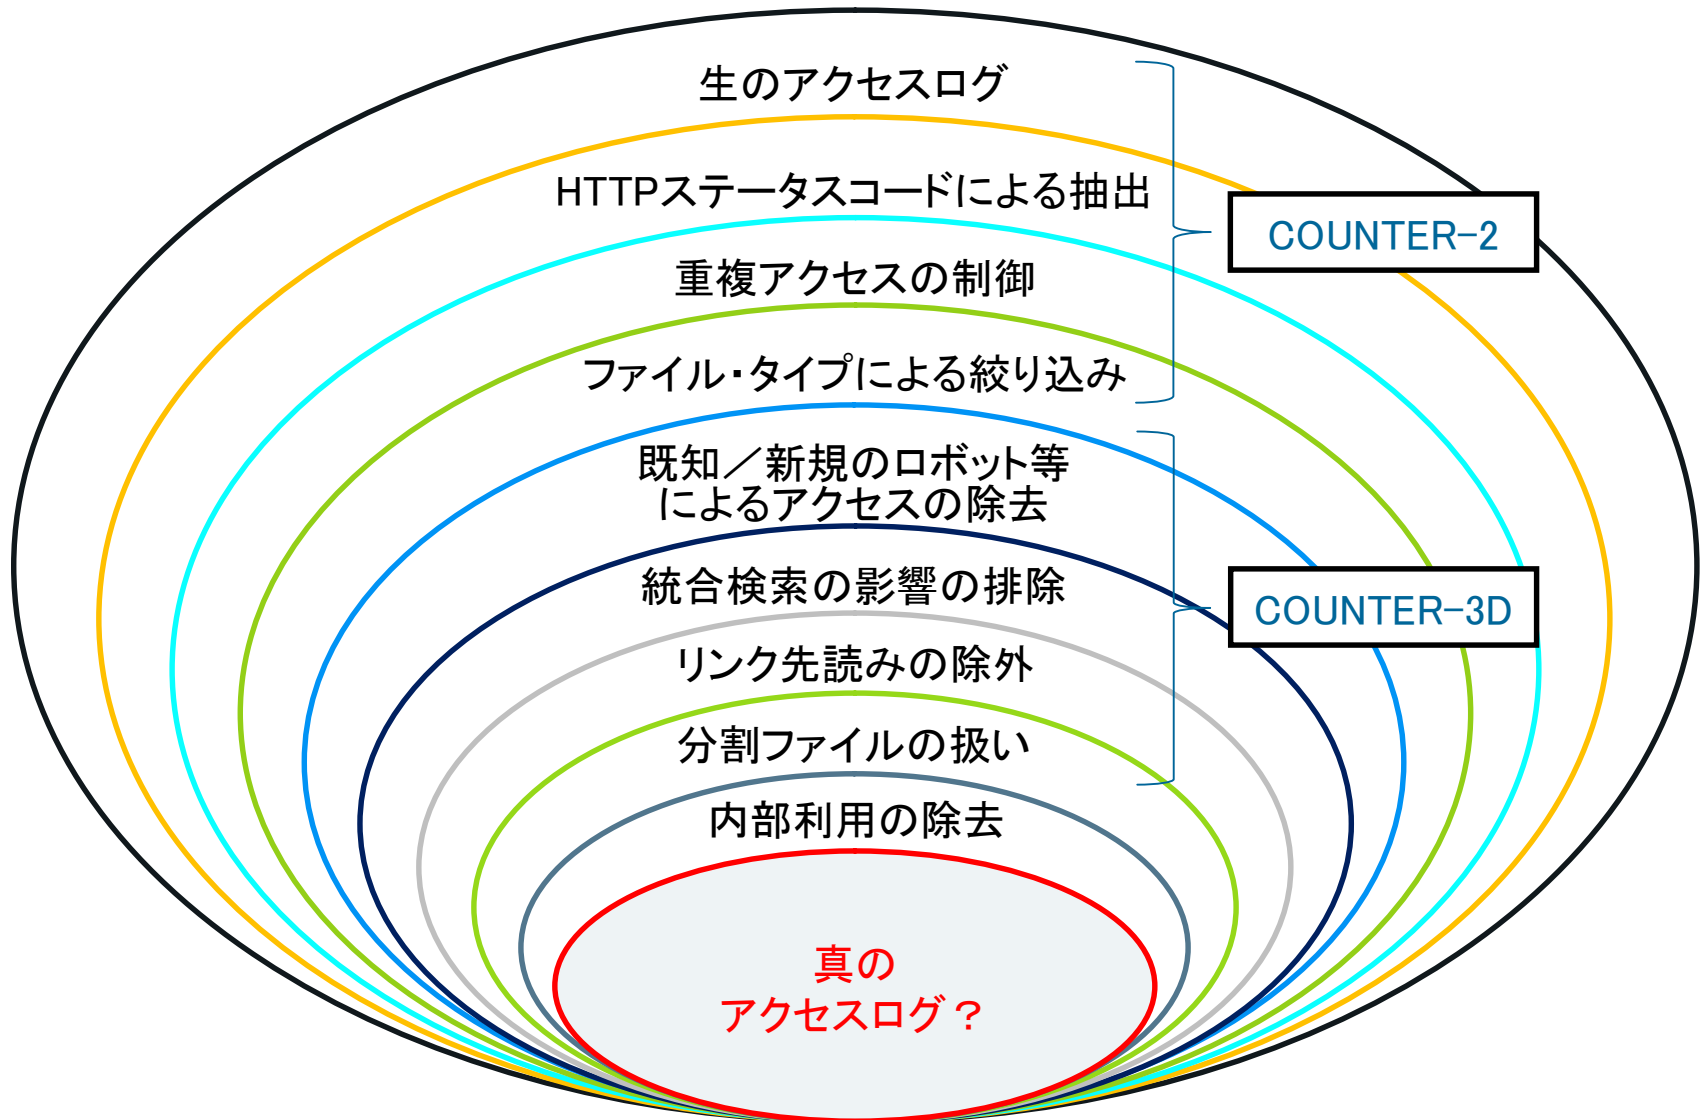 生のアクセスログ
HTTPステータスコードによる抽出
COUNTER-2
重複アクセスの制御
ファイル・タイプによる絞り込み
既知／新規のロボット等
によるアクセスの除去
統合検索の影響の排除
COUNTER-3D
リンク先読みの除外
分割ファイルの扱い
内部利用の除去
真の
アクセスログ？